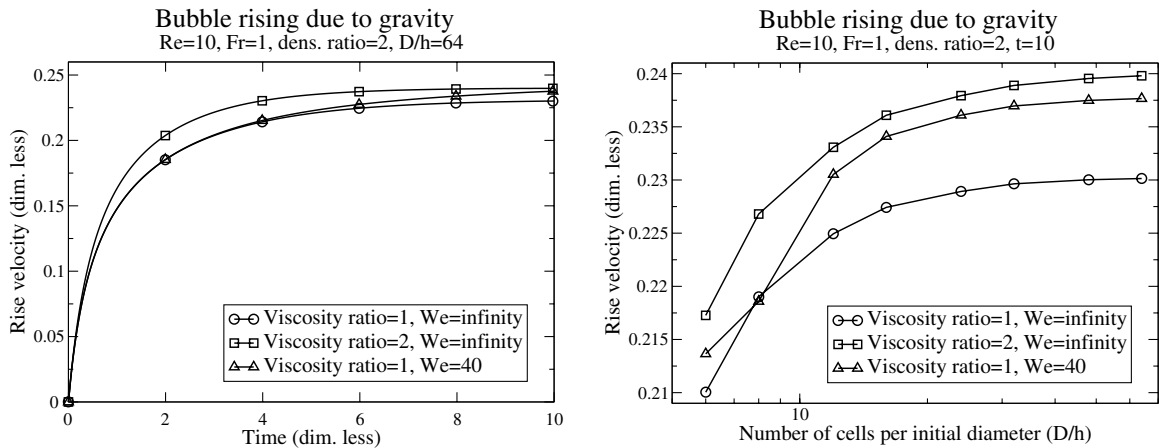 Bubble rising due to gravity
Re=10, Fr=1, dens. ratio=2, D/h=64
0.25
0.2
0.15
0.1
0.05
0
0
2
4
6
8
10
Rise velocity (dim. less)
Time (dim. less)
Viscosity ratio=1, We=infinity
Viscosity ratio=2, We=infinity
Viscosity ratio=1, We=40
Bubble rising due to gravity
Re=10, Fr=1, dens. ratio=2, t=10
0.24
0.235
0.23
0.225
0.22
0.215
0.21
10
Rise velocity (dim. less)
Number of cells per initial diameter (D/h)
Viscosity ratio=1, We=infinity
Viscosity ratio=2, We=infinity
Viscosity ratio=1, We=40